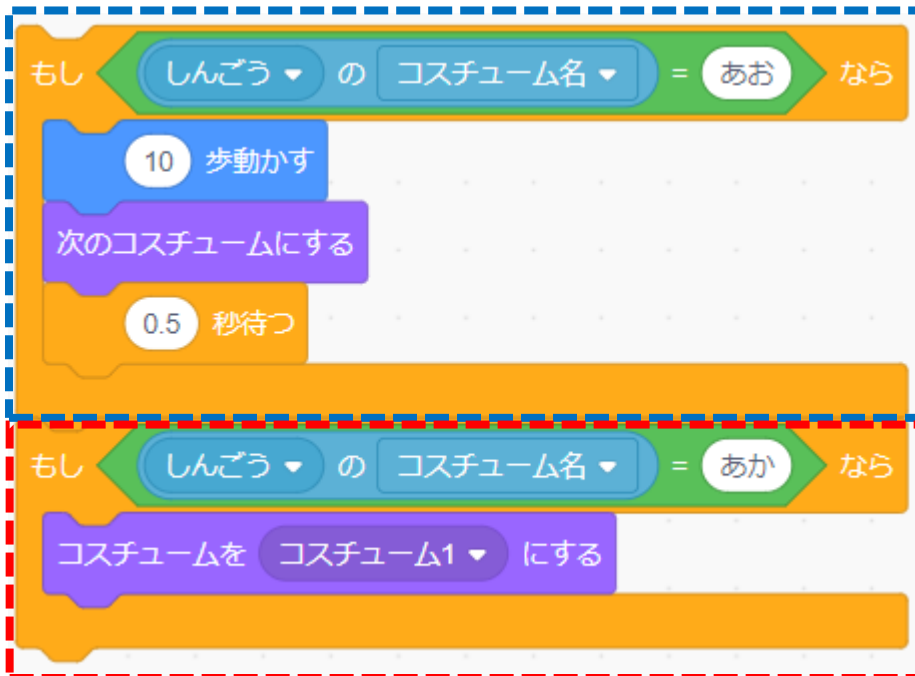 もし しんごう の コスチューム名 = あお なら
10 歩動かす
次のコスチュームにする
0.5 秒待つ
もし しんごう の コスチューム名 = あか なら
コスチュームを コスチューム1 にする